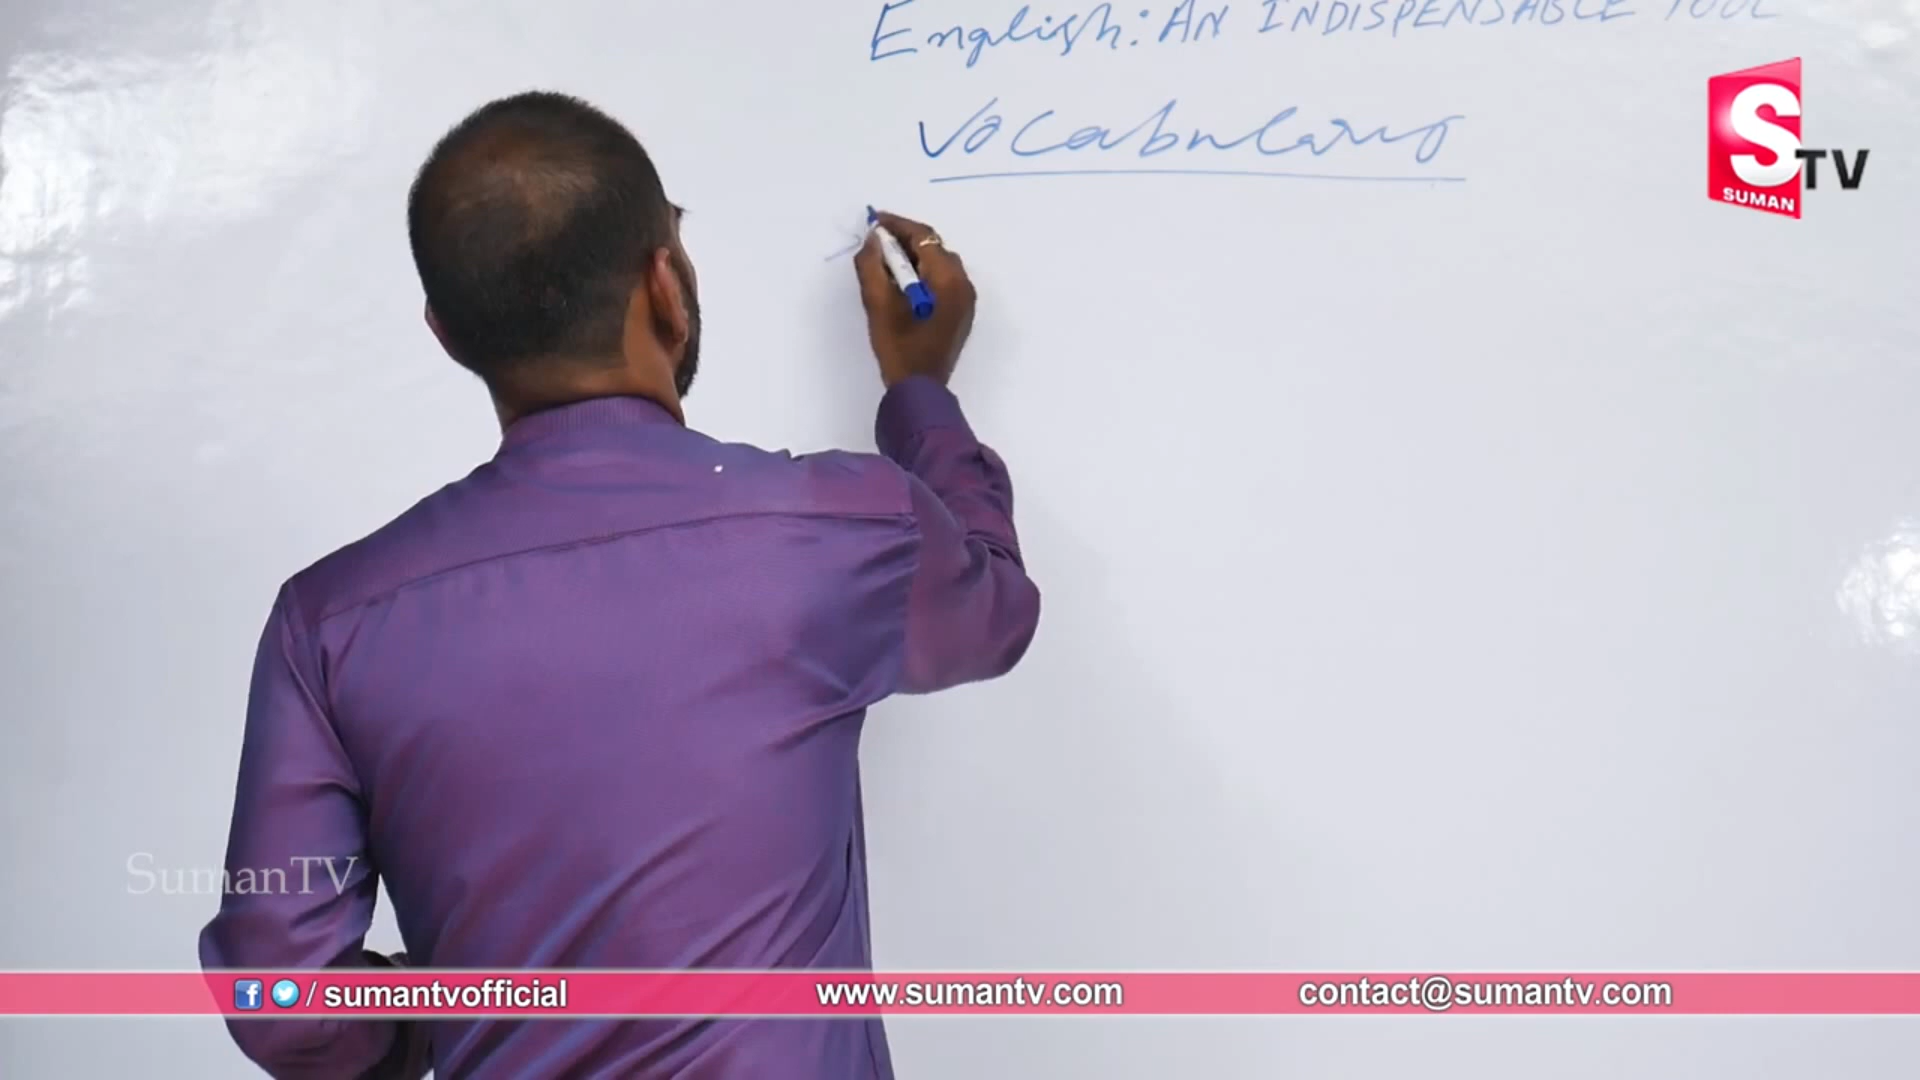 English: AN INDISPENSABLE TOOL
Vocabulary
S TV
SUMAN
SumanTV
/ sumantvofficial
www.sumantv.com
contact@sumantv.com